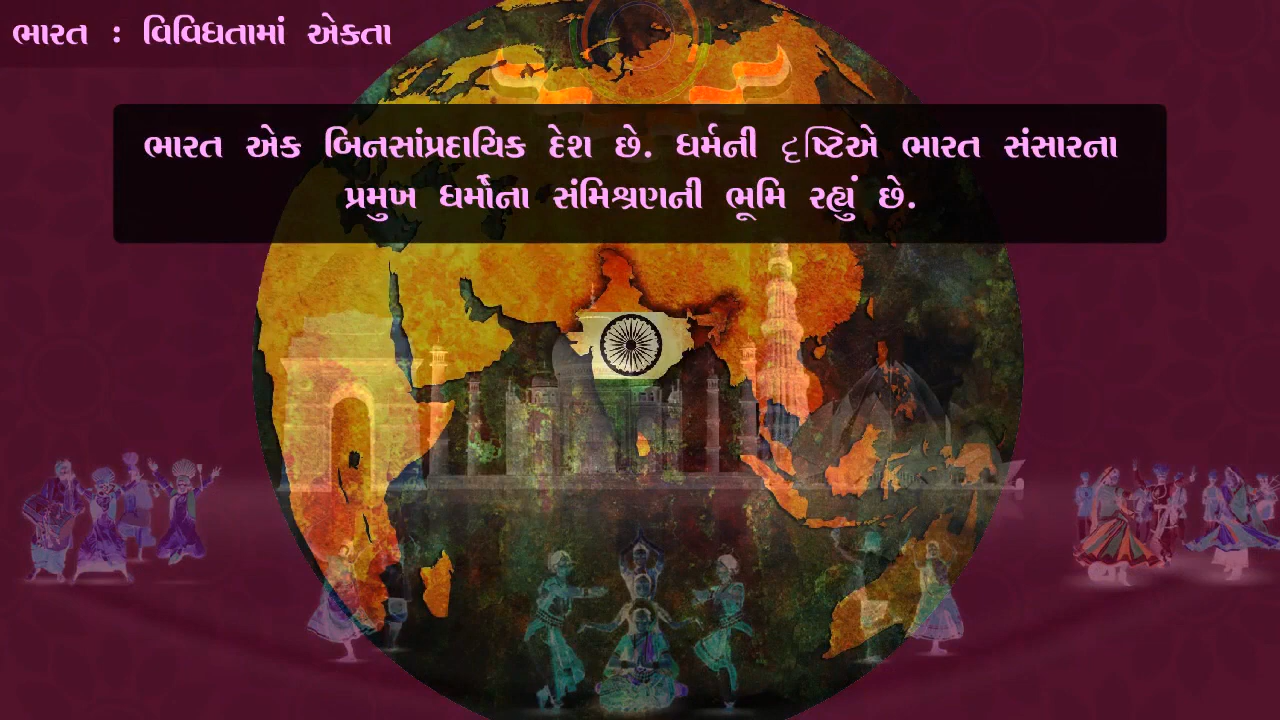 ભારત : વિવિધતામાં એકતા
ભારત એક બિનસાંપ્રદાયિક દેશ છે. ધર્મની દૃષ્ટિએ ભારત સંસારના
પ્રમુખ ધર્મોના સંમિશ્રણની ભૂમિ રહ્યું છે.